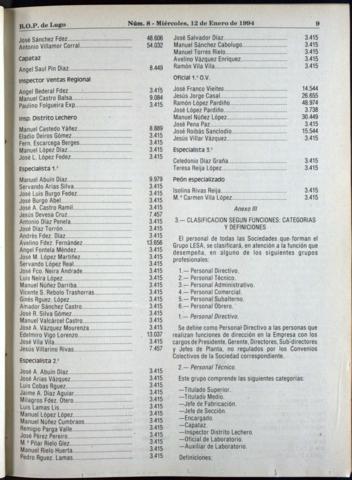 B.O.P. de Lugo
Núm. 8 - Miércoles, 12 de Enero de 1994
9
José Sánchez Fdez 48.606
Antonio Villamor Corral 54.032
Capataz
Angel Saul Pin Díaz 8.449
Inspector Ventas Regional
Angel Bederal Fdez 3.415
Manuel Castro Balsa 9.084
Paulino Folgueira Exp. 3.415
Insp. Distrito Lechero
Manuel Castedo Yáñez 8.889
Eladio Deiros Gómez 3.415
Fern. Escarcega Berges 3.415
Manuel López Díaz 3.415
José L. López Fedez 3.415
Especialista 1.ª
Manuel Abuin Díaz 9.979
Servando Arias Silva 3.415
José Luis Burgo Fedez 3.415
José Burgo Abel 3.415
José A. Castro Ramil 3.415
Jesús Devesa Cruz 7.457
Antonio Díaz Penela 3.415
José Díaz Torrón 3.415
Andrés Fdez. Díaz 3.415
Avelino Fdez. Fernández 13.656
Angel Fontela Méndez 3.415
José M. López Martífez 3.415
Servando López Real 3.415
José Fco. Neira Andrade 3.415
Luis Neira López 3.415
Manuel Núñez Darriba 3.415
Vicente S. Rebolo Trashorras 3.415
Ginés Rguez. López 3.415
Amador Sánchez Castro 3.415
José R. Silva Gómez 3.415
Manuel Valcárcel Castro 3.415
José A. Vázquez Mourenza 3.415
Edelmiro Vigo Lorenzo 13.037
José Vila Vila 3.415
Jesús Villarino Rivas 7.457
Especialista 2.ª
José A. Abuin Díaz 3.415
José Arias Vázquez 3.415
Luis Cobas Rguez 3.415
Jaime A. Díaz Aguiar 3.415
Milagros Fdez. Otero 3.415
Luis Lamas Lis 3.415
Manuel López López 3.415
Manuel Núñez Cumbraos 3.415
Remigio Parga Valle 3.415
José Pérez Pereiro 3.415
M.ª Pilar Rielo Glez 3.415
Manuel Rielo Huerta 3.415
Pedro Rguez. Lamas 3.415
José Salvador Díaz 3.415
Manuel Sánchez Cabolugo 3.415
Manuel Torres Rielo 3.415
Avelino Vázquez Enríquez 3.415
Ramón Vila Vila 3.415
Oficial 1.ª O.V.
José Franco Vieites 14.544
Jesús Jorge Casal 26.655
Ramón López Pardiño 48.974
José López Pardiño 3.738
Manuel Núñez López 30.449
José Pena Paz 3.415
José Roibás Sanclodio 15.544
Jesús Villar Vázquez 3.415
Especialista 3.ª
Celedonio Díaz Graña 3.415
Teresa Reija López 3.415
Peón especializado
Isolina Rivas Reija 3.415
M.ª Carmen Vila López 3.415
Anexo III
3.— CLASIFICACION SEGUN FUNCIONES: CATEGORIAS
Y DEFINICIONES
El personal de todas las Sociedades que forman el
Grupo LESA, se clasificará, en atención a la función que
desempeña, en alguno de los siguientes grupos
profesionales:
1.— Personal Directivo.
2.— Personal Técnico.
3.— Personal Administrativo.
4.— Personal Comercial.
5.— Personal Subalterno.
6.— Personal Obrero.
1.— Personal Directivo.
Se define como Personal Directivo a las personas que
realizan funciones de dirección en la Empresa con los
cargos de Presidente, Gerente, Directores, Sub-directores
y Jefes de Planta, no regulados por los Convenios
Colectivos de la Sociedad correspondiente.
2.— Personal Técnico.
Este grupo comprende las siguientes categorías:
—Titulado Superior.
—Titulado Medio.
—Jefe de Fabricación.
—Jefe de Sección.
—Encargado.
—Capataz.
—Inspector Distrito Lechero.
—Oficial de Laboratorio.
—Auxiliar de Laboratorio.
Definiciones: